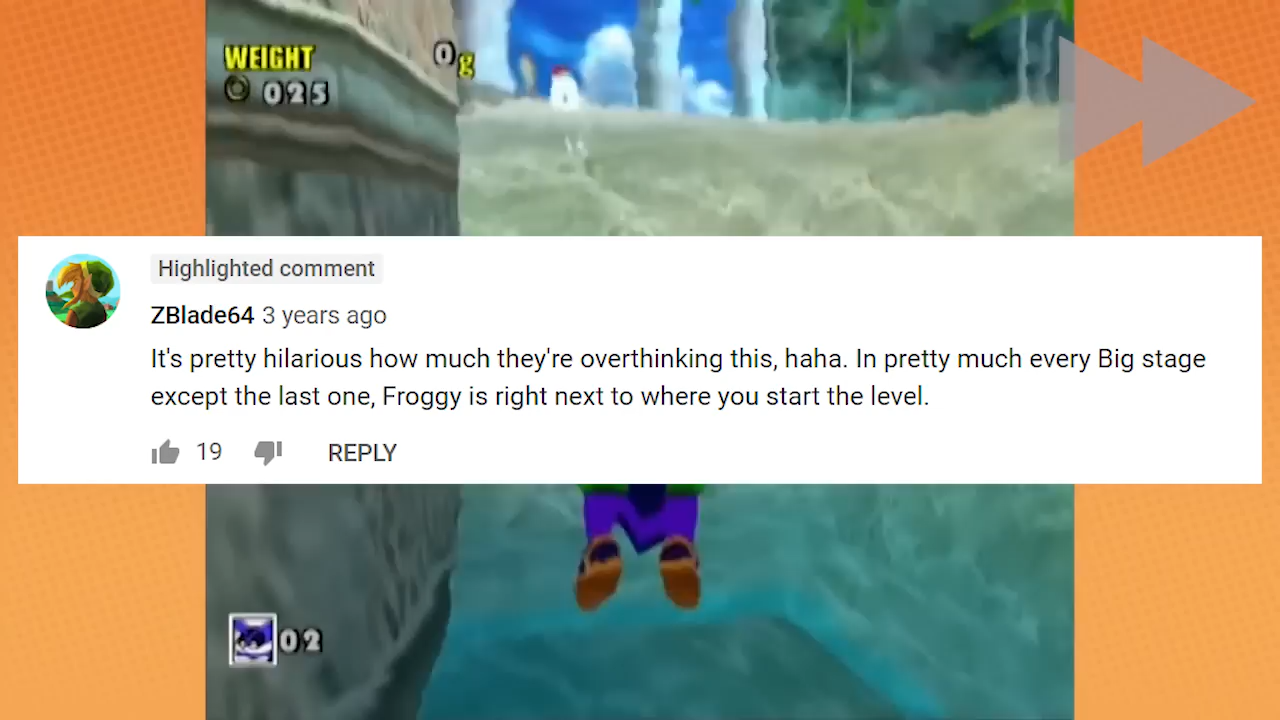 WEIGHT 0g
025
Highlighted comment
ZBlade64 3 years ago
It's pretty hilarious how much they're overthinking this, haha. In pretty much every Big stage
except the last one, Froggy is right next to where you start the level.
19 REPLY
02